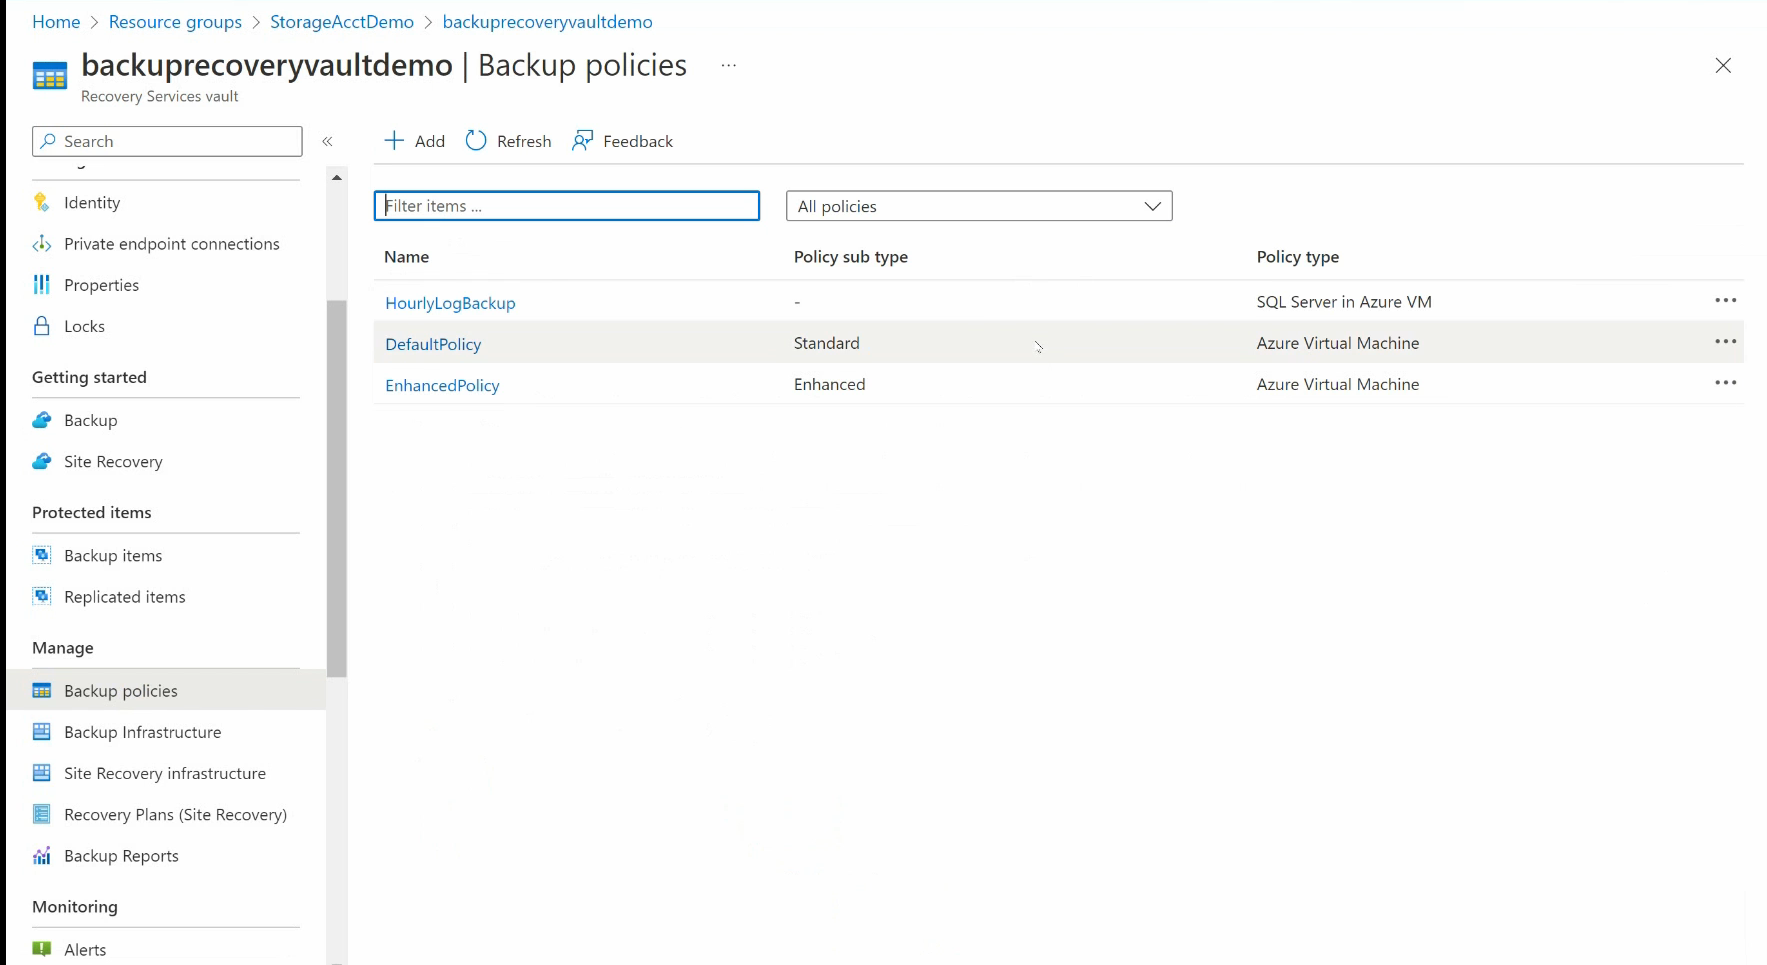 Home > Resource groups > StorageAcctDemo > backuprecoveryvaultdemo
backuprecoveryvaultdemo | Backup policies ...
Recovery Services vault
Search «
Identity
Private endpoint connections
Properties
Locks
Getting started
Backup
Site Recovery
Protected items
Backup items
Replicated items
Manage
Backup policies
Backup Infrastructure
Site Recovery infrastructure
Recovery Plans (Site Recovery)
Backup Reports
Monitoring
Alerts
Add Refresh Feedback
Filter items ... All policies
Name Policy sub type Policy type
HourlyLogBackup - SQL Server in Azure VM
DefaultPolicy Standard Azure Virtual Machine
EnhancedPolicy Enhanced Azure Virtual Machine